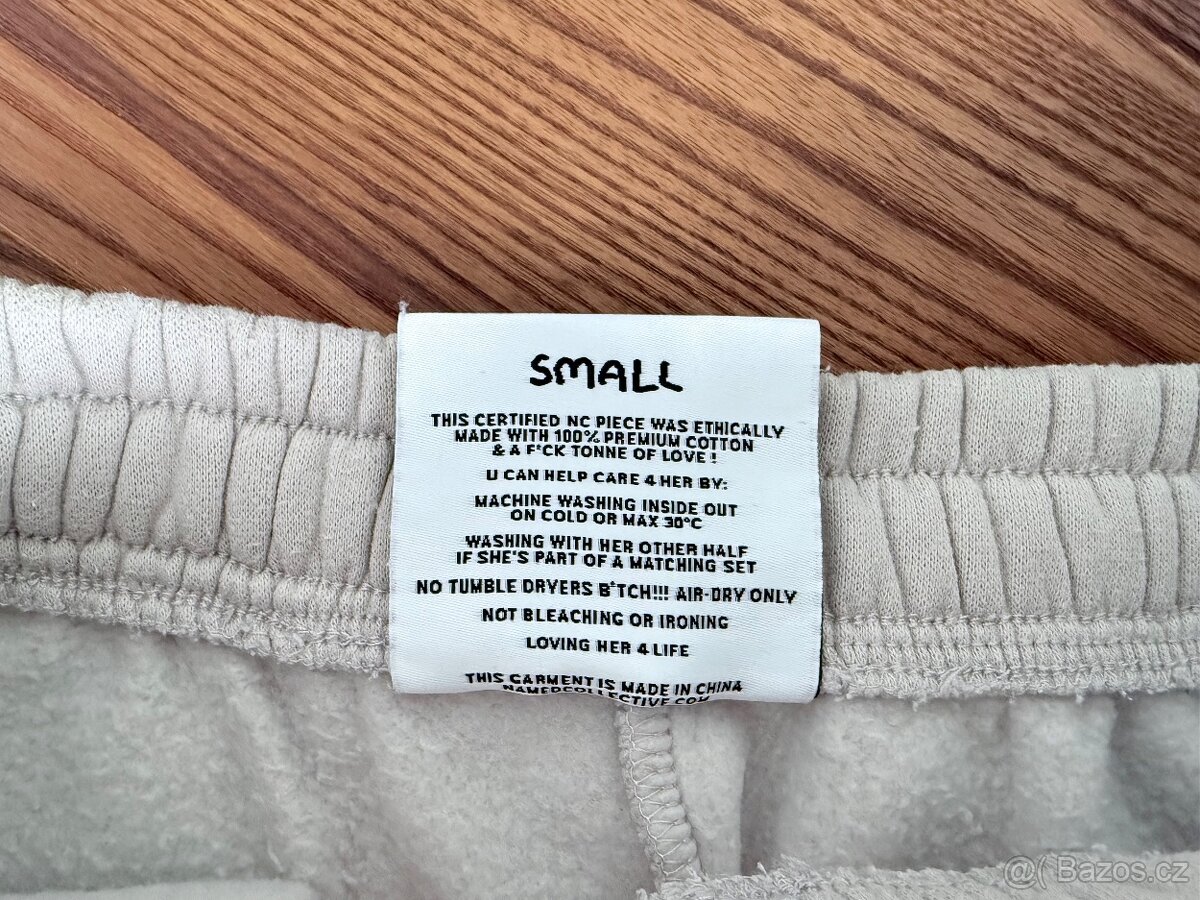 SMALL
THIS CERTIFIED NC PIECE WAS ETHICALLY
MADE WITH 100% PREMIUM COTTON
& A F*CK TONNE OF LOVE !
U CAN HELP CARE 4 HER BY:
MACHINE WASHING INSIDE OUT
ON COLD OR MAX 30°C
WASHING WITH HER OTHER HALF
IF SHE'S PART OF A MATCHING SET
NO TUMBLE DRYERS B*TCH!!! AIR-DRY ONLY
NOT BLEACHING OR IRONING
LOVING HER 4 LIFE
THIS GARMENT IS MADE IN CHINA
NAMEDCOLLECTIVE.COM
@( Bazos.cz